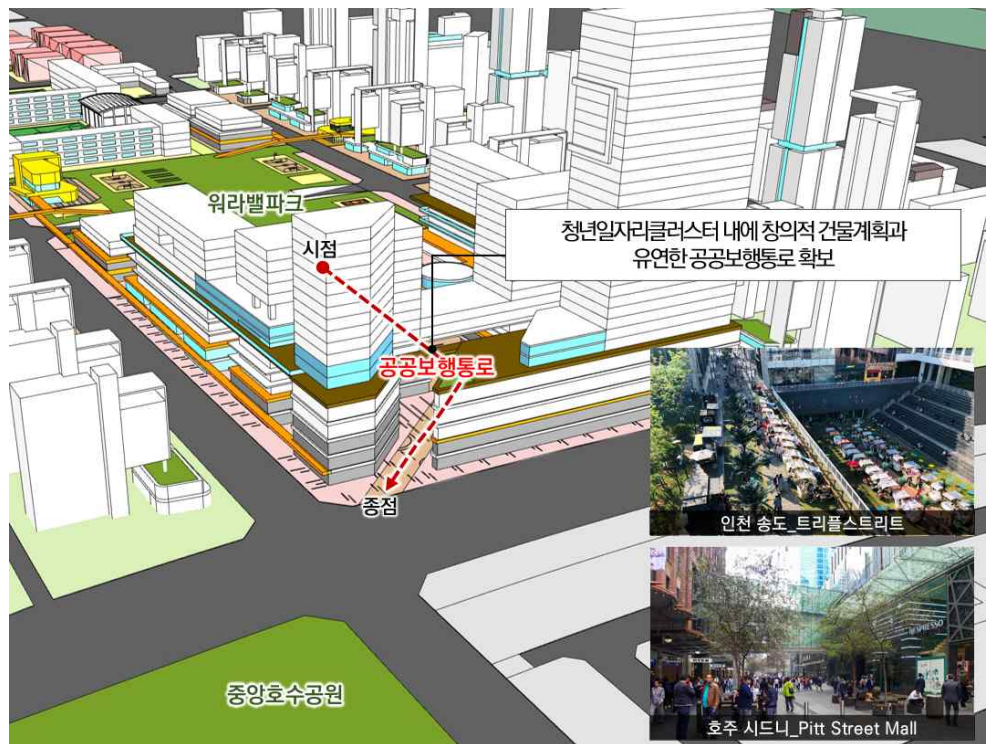 워라밸파크
시점
청년일자리클러스터 내에 창의적 건물계획과
유연한 공공보행통로 확보
공공보행통로
종점
인천 송도_트리플스트리트
중앙호수공원
호주 시드니_Pitt Street Mall